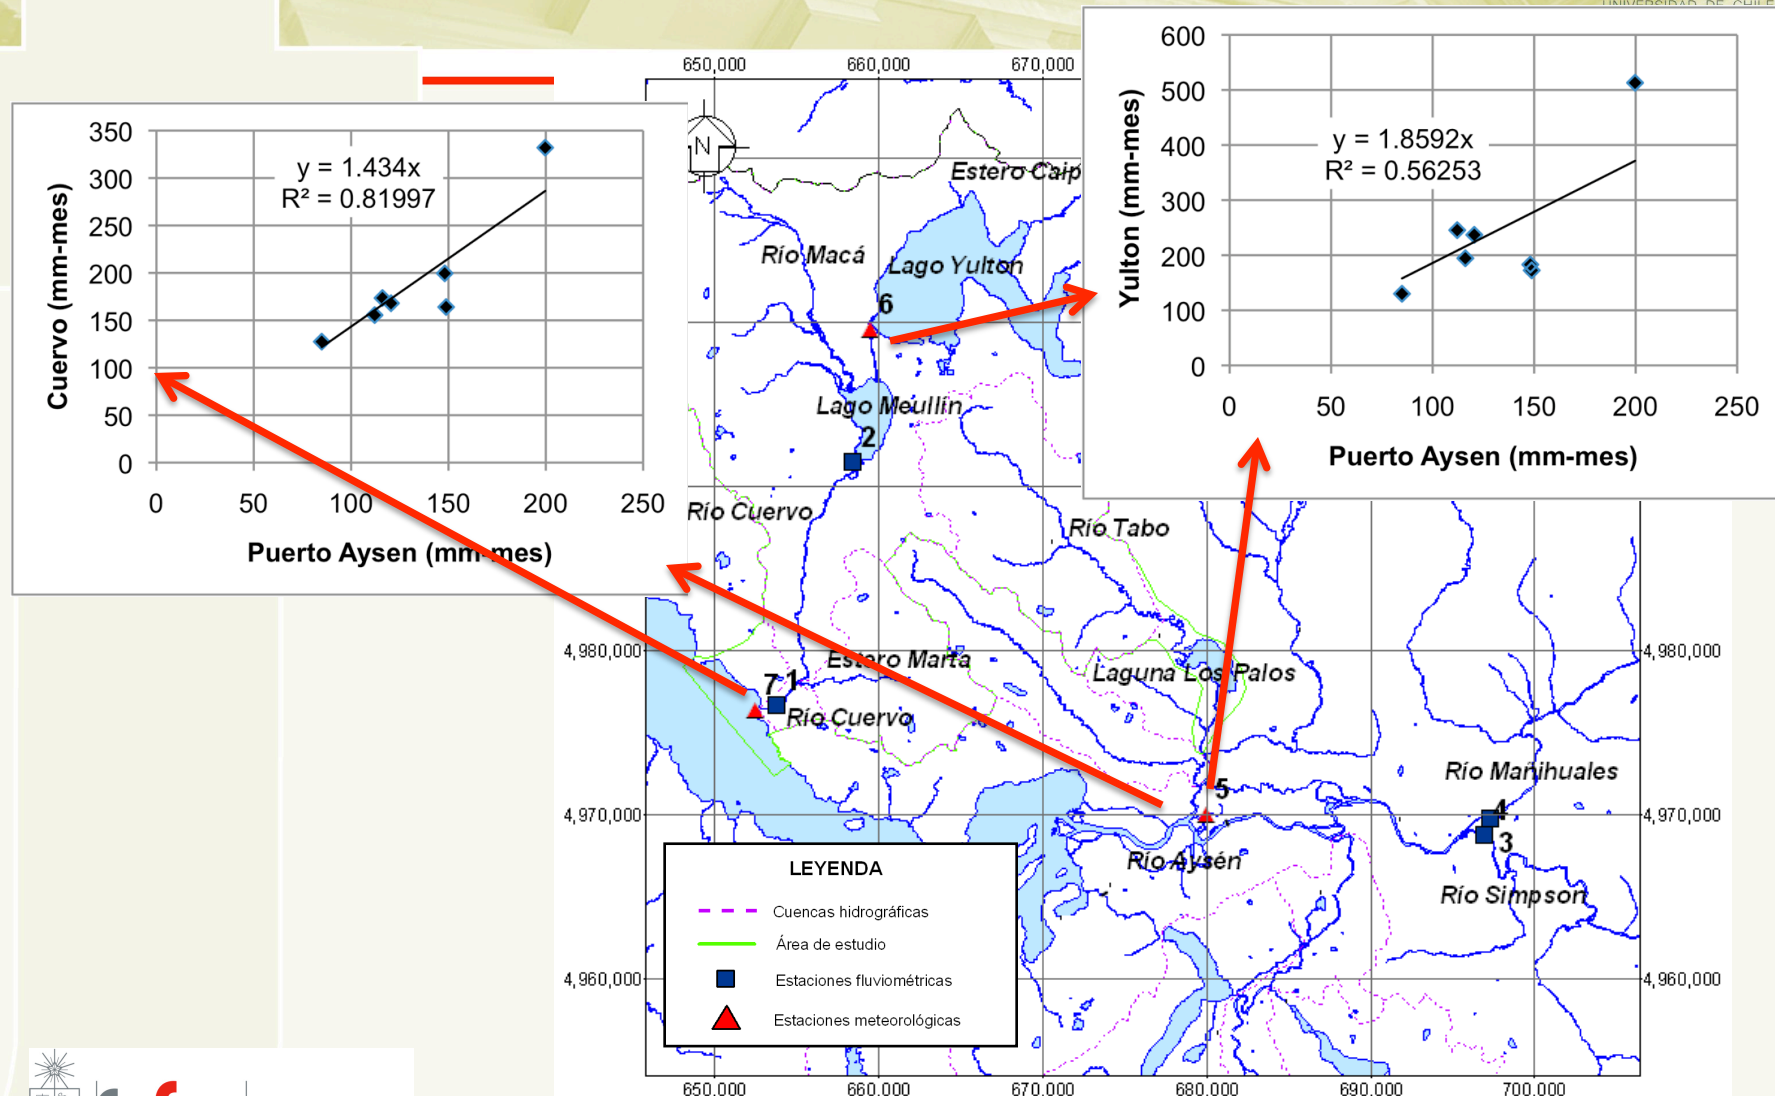 UNIVERSIDAD DE CHILE
350
300
250
200
150
100
50
0
0 50 100 150 200 250
y = 1.434x
R² = 0.81997
Cuervo (mm-mes)
Puerto Aysen (mm-mes)
600
500
400
300
200
100
0
0 50 100 150 200 250
y = 1.8592x
R² = 0.56253
Yulton (mm-mes)
Puerto Aysen (mm-mes)
650,000 660,000 670,000
N
Estero Caip
Río Macá
Lago Yulton
6
Lago Meullín
2
Río Cuervo
Río Tabo
4,980,000 4,980,000
Estero Marta
Laguna Los Palos
7 1
Río Cuervo
Río Mañihuales
5
4
4,970,000 4,970,000
3
Río Aysén
Río Simpson
LEYENDA
Cuencas hidrográficas
Área de estudio
Estaciones fluviométricas
Estaciones meteorológicas
4,960,000 4,960,000
650,000 660,000 670,000 680,000 690,000 700,000